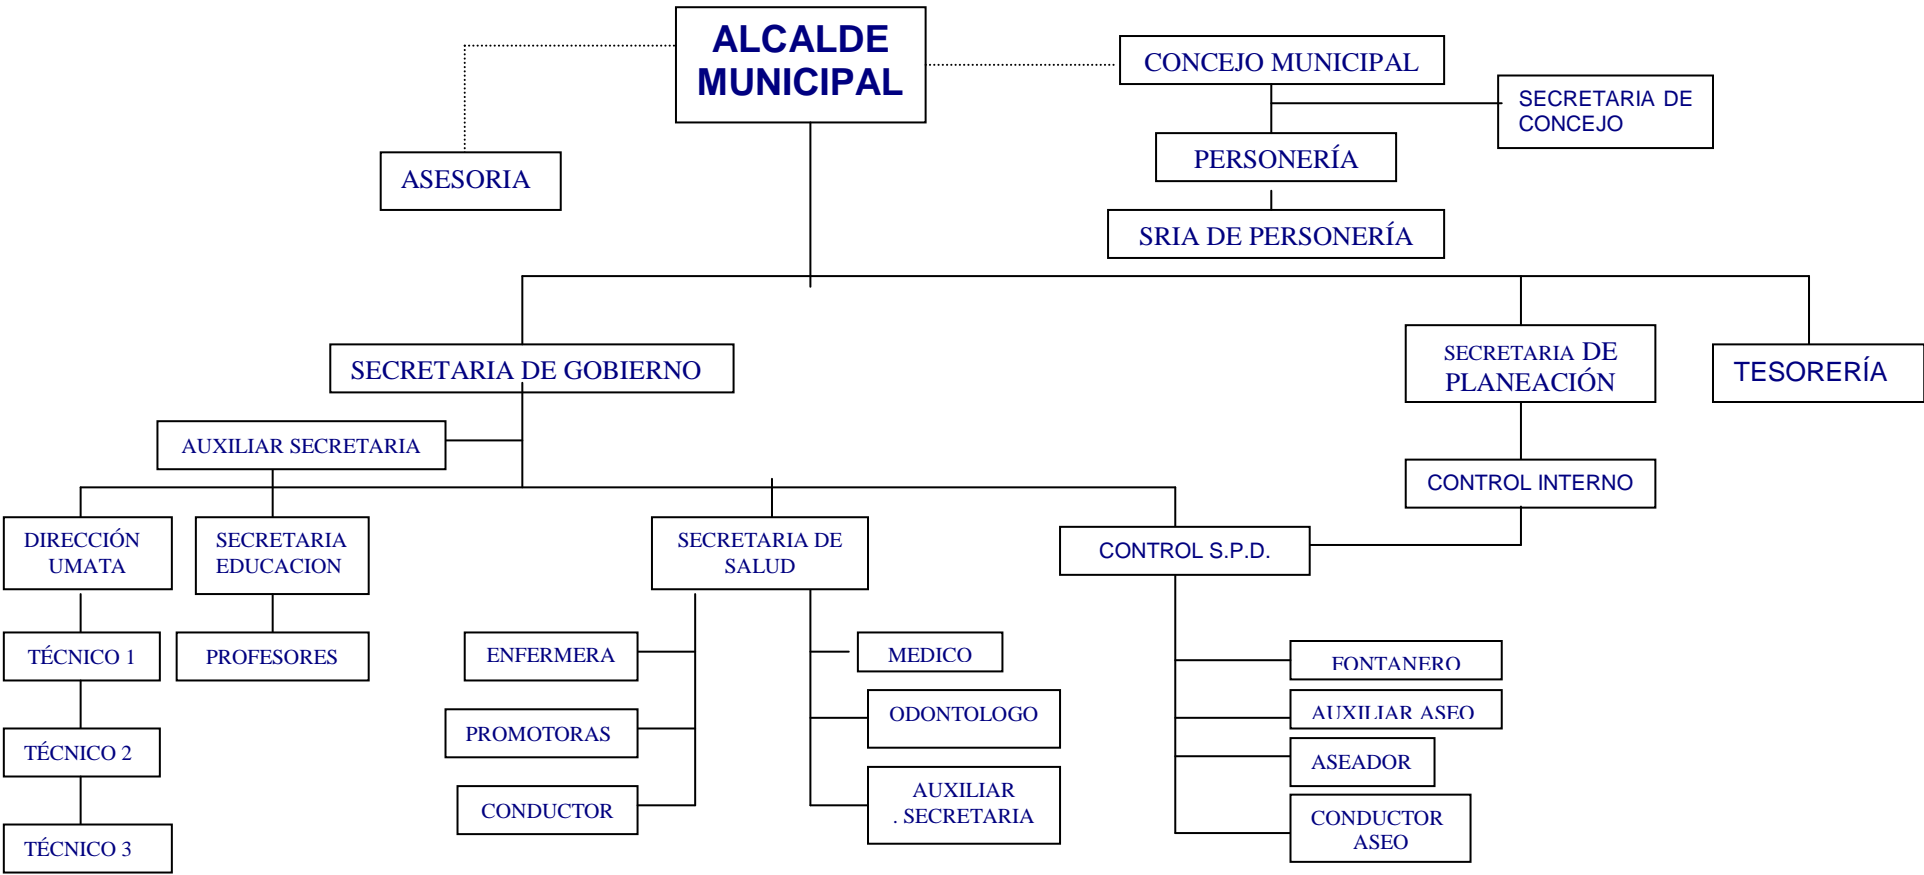 ALCALDE
MUNICIPAL
CONCEJO MUNICIPAL
SECRETARIA DE
CONCEJO
ASESORIA
PERSONERÍA
SRIA DE PERSONERÍA
SECRETARIA DE GOBIERNO
SECRETARIA DE
PLANEACIÓN
TESORERÍA
AUXILIAR SECRETARIA
CONTROL INTERNO
DIRECCIÓN
UMATA
SECRETARIA
EDUCACION
SECRETARIA DE
SALUD
CONTROL S.P.D.
TÉCNICO 1
PROFESORES
ENFERMERA
MEDICO
FONTANERO
TÉCNICO 2
PROMOTORAS
ODONTOLOGO
AUXILIAR ASEO
ASEADOR
TÉCNICO 3
CONDUCTOR
AUXILIAR
. SECRETARIA
CONDUCTOR
ASEO